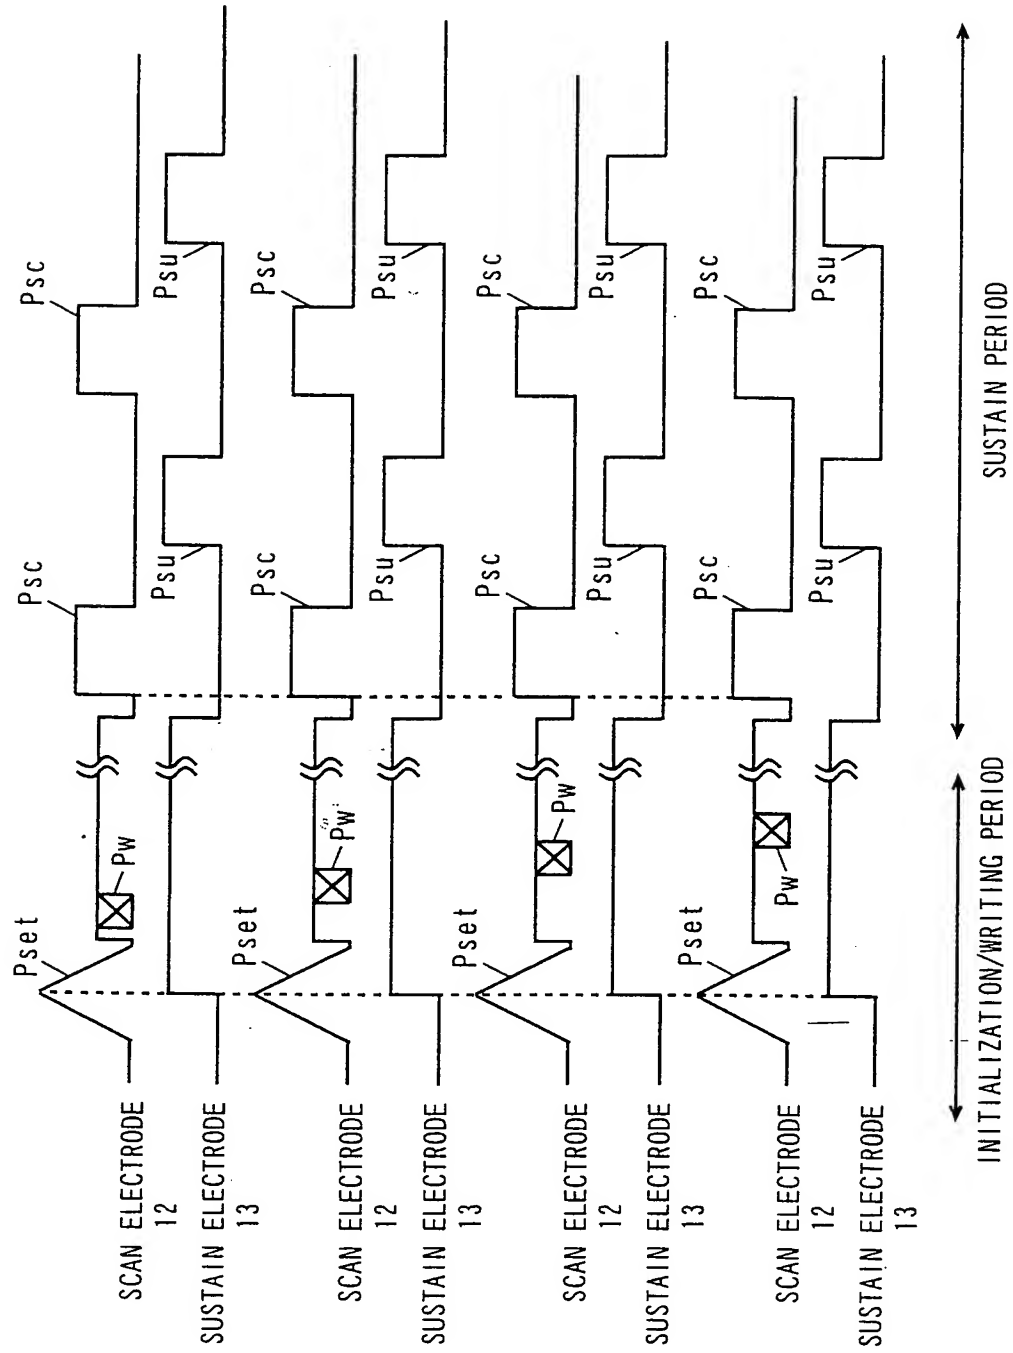 SCAN ELECTRODE
12
Pset
Pw
Psc
Psc
SUSTAIN ELECTRODE
13
Psu
Psu
SCAN ELECTRODE
12
Pset
Pw
Psc
Psc
SUSTAIN ELECTRODE
13
Psu
Psu
SCAN ELECTRODE
12
Pset
Pw
Psc
Psc
SUSTAIN ELECTRODE
13
Psu
Psu
SCAN ELECTRODE
12
Pset
Pw
Psc
Psc
SUSTAIN ELECTRODE
13
Psu
Psu
INITIALIZATION/WRITING PERIOD
SUSTAIN PERIOD